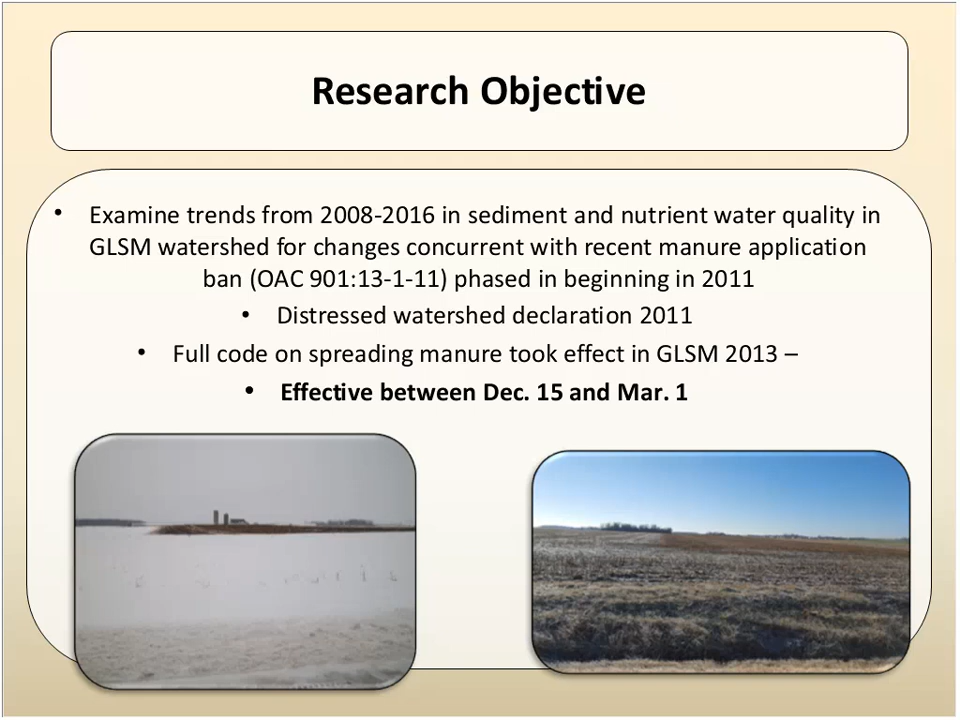 Research Objective
• Examine trends from 2008-2016 in sediment and nutrient water quality in
GLSM watershed for changes concurrent with recent manure application
ban (OAC 901:13-1-11) phased in beginning in 2011
• Distressed watershed declaration 2011
• Full code on spreading manure took effect in GLSM 2013 –
• Effective between Dec. 15 and Mar. 1